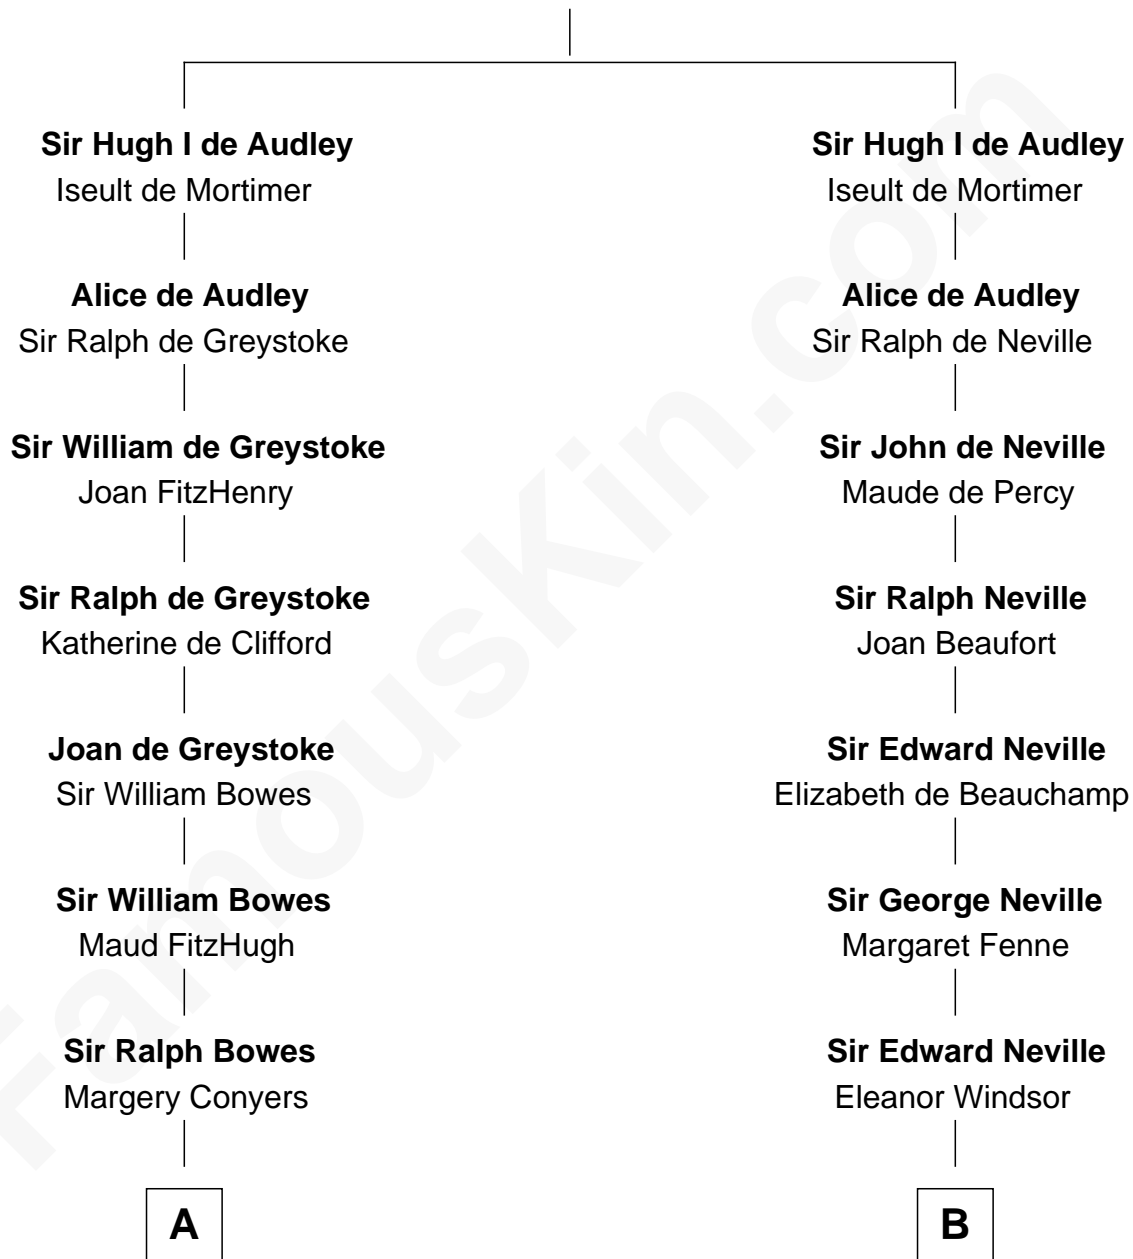 Sir Hugh I de Audley
Iseult de Mortimer
Alice de Audley
Sir Ralph de Greystoke
Sir William de Greystoke
Joan FitzHenry
Sir Ralph de Greystoke
Katherine de Clifford
Joan de Greystoke
Sir William Bowes
Sir William Bowes
Maud FitzHugh
Sir Ralph Bowes
Margery Conyers
A
Sir Hugh I de Audley
Iseult de Mortimer
Alice de Audley
Sir Ralph de Neville
Sir John de Neville
Maude de Percy
Sir Ralph Neville
Joan Beaufort
Sir Edward Neville
Elizabeth de Beauchamp
Sir George Neville
Margaret Fenne
Sir Edward Neville
Eleanor Windsor
B
FamousKin.com